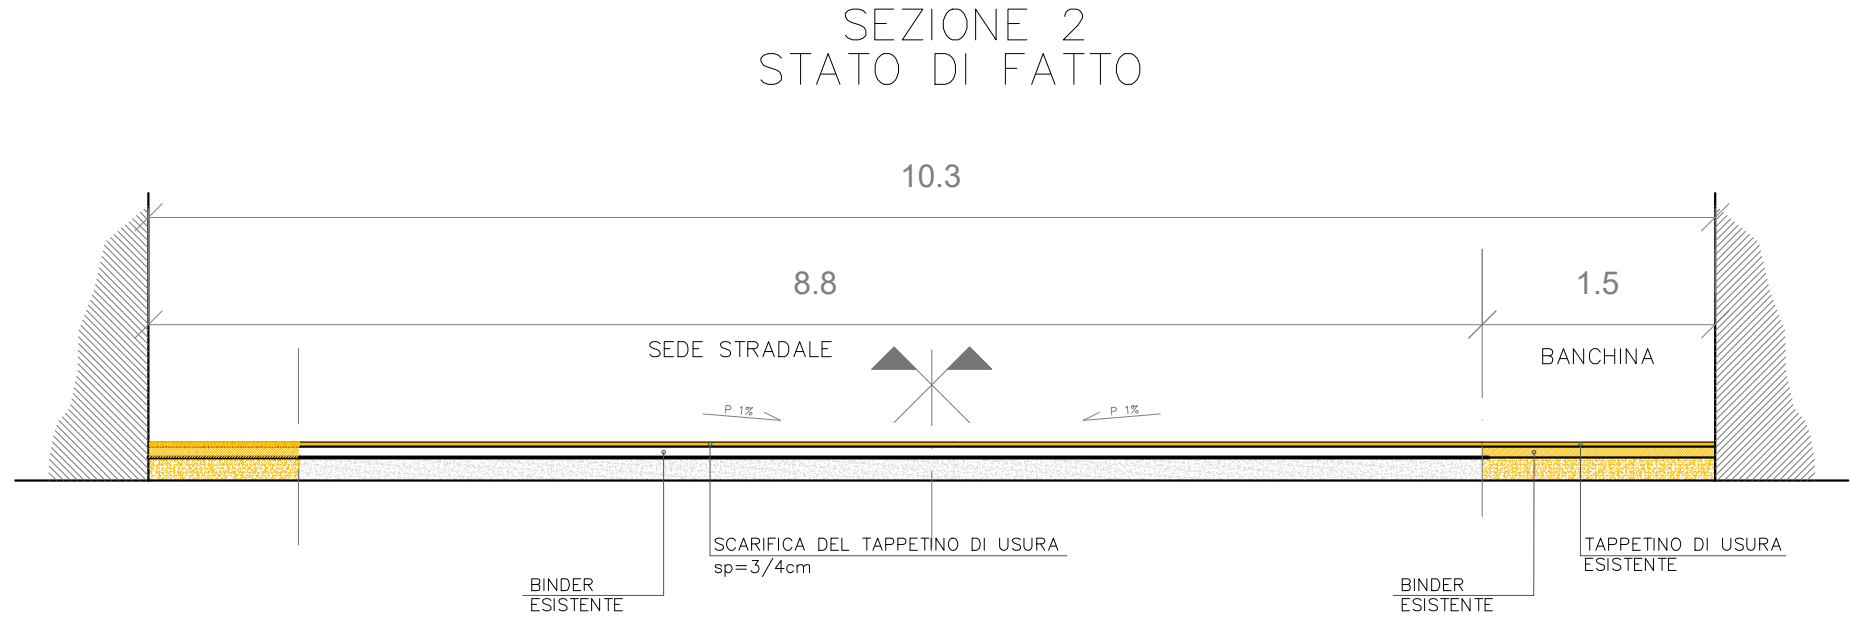 SEZIONE 2
STATO DI FATTO
10.3
8.8
1.5
SEDE STRADALE
BANCHINA
P 1%
P 1%
SCARIFICA DEL TAPPETINO DI USURA
sp=3/4cm
TAPPETINO DI USURA
ESISTENTE
BINDER
ESISTENTE
BINDER
ESISTENTE